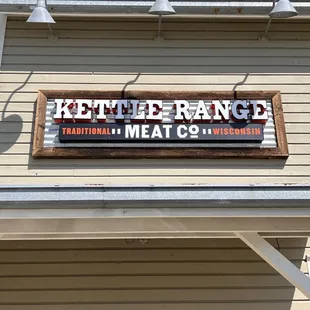 KETTLE RANGE
TRADITIONAL MEAT CO WISCONSIN